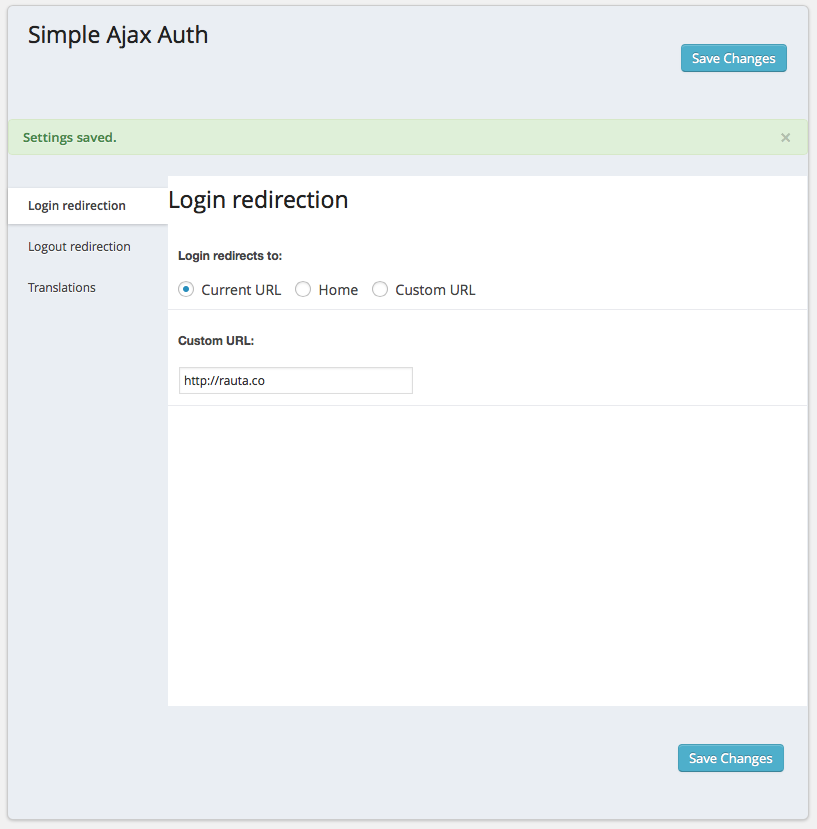 Simple Ajax Auth
Save Changes
Settings saved.
×
Login redirection
Logout redirection
Translations
Login redirection
Login redirects to:
Current URL Home Custom URL
Custom URL:
http://rauta.co
Save Changes